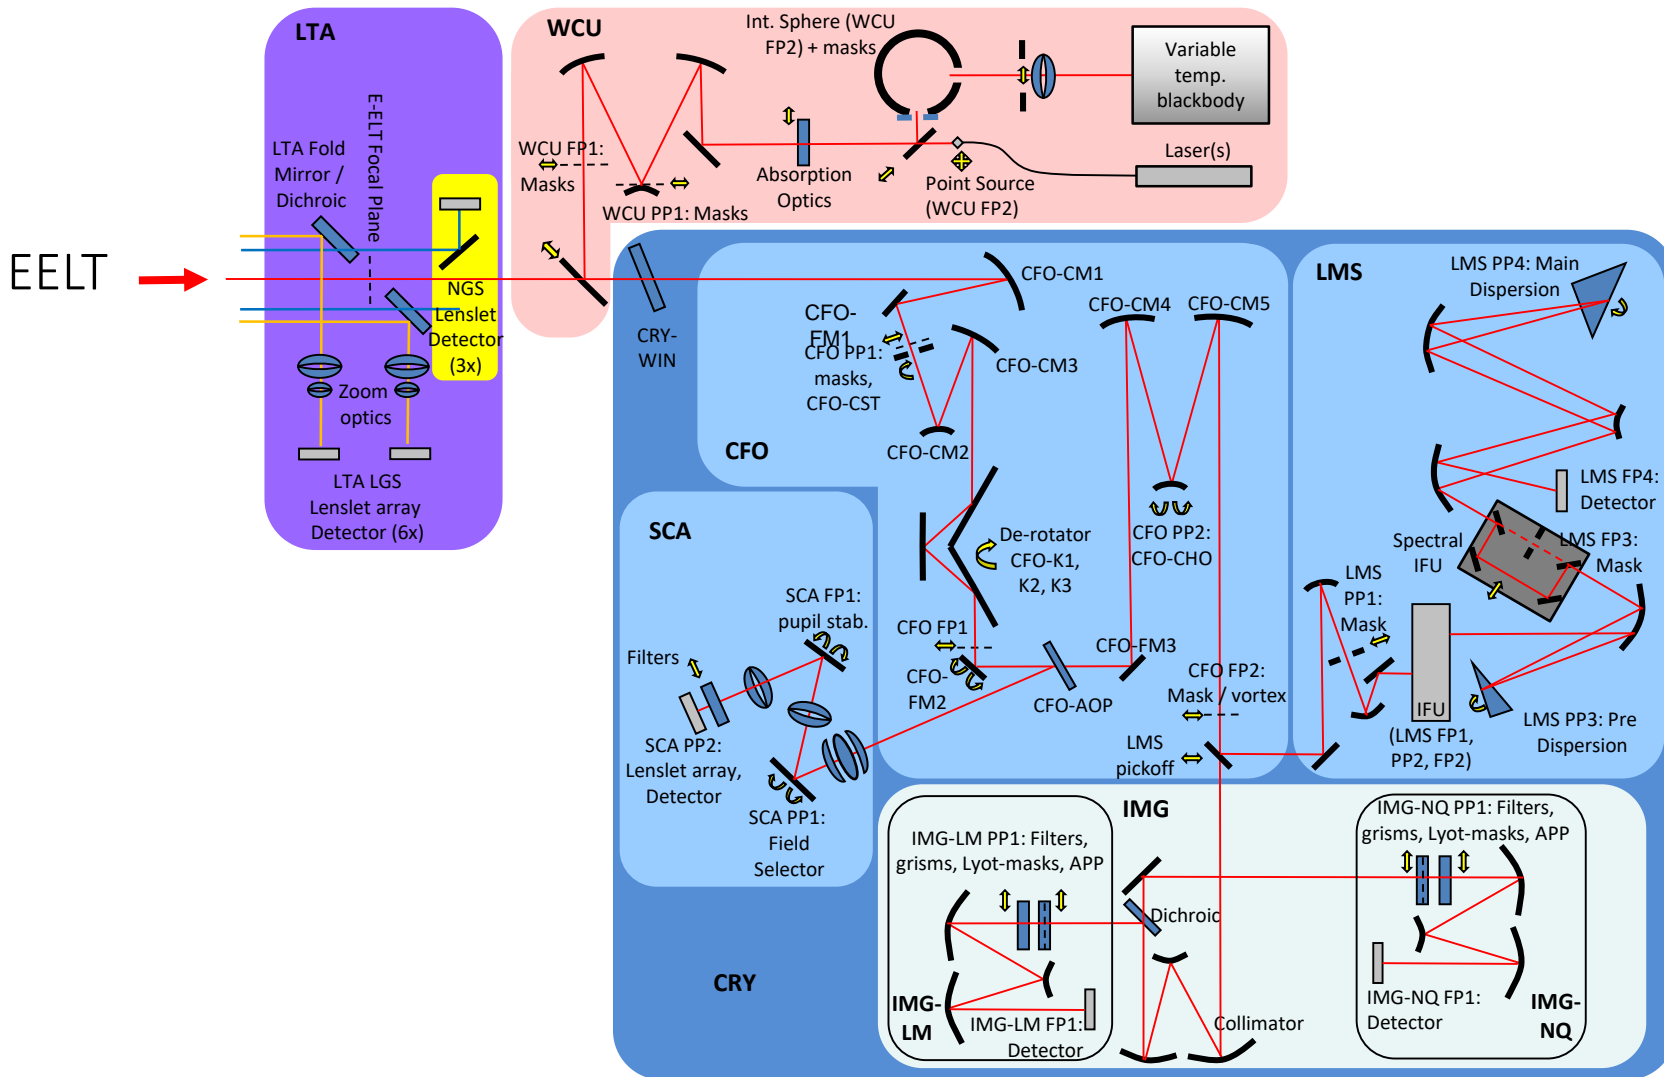 EELT
LTA
LTA Fold
Mirror /
Dichroic
E-ELT Focal Plane
NGS
Lenslet
Detector
(3x)
Zoom
optics
LTA LGS
Lenslet array
Detector (6x)
WCU
Int. Sphere (WCU
FP2) + masks
Variable
temp.
blackbody
WCU FP1:
Masks
WCU PP1: Masks
Absorption
Optics
Point Source
(WCU FP2)
Laser(s)
CRY-
WIN
CFO
CFO-CM1
CFO-
FM1
CFO PP1:
masks,
CFO-CST
CFO-CM3
CFO-CM2
CFO-CM4
CFO-CM5
CFO PP2:
CFO-CHO
De-rotator
CFO-K1,
K2, K3
CFO FP1
CFO-
FM2
CFO-AOP
CFO-FM3
CFO FP2:
Mask / vortex
LMS
pickoff
SCA
SCA FP1:
pupil stab.
Filters
SCA PP2:
Lenslet array,
Detector
SCA PP1:
Field
Selector
LMS
LMS PP4: Main
Dispersion
LMS FP4:
Detector
Spectral
IFU
LMS FP3:
Mask
LMS
PP1:
Mask
IFU
(LMS FP1,
PP2, FP2)
LMS PP3: Pre
Dispersion
IMG
IMG-LM PP1: Filters,
grisms, Lyot-masks, APP
IMG-
LM
IMG-LM FP1:
Detector
Dichroic
Collimator
IMG-NQ PP1: Filters,
grisms, Lyot-masks, APP
IMG-NQ FP1:
Detector
IMG-
NQ
CRY